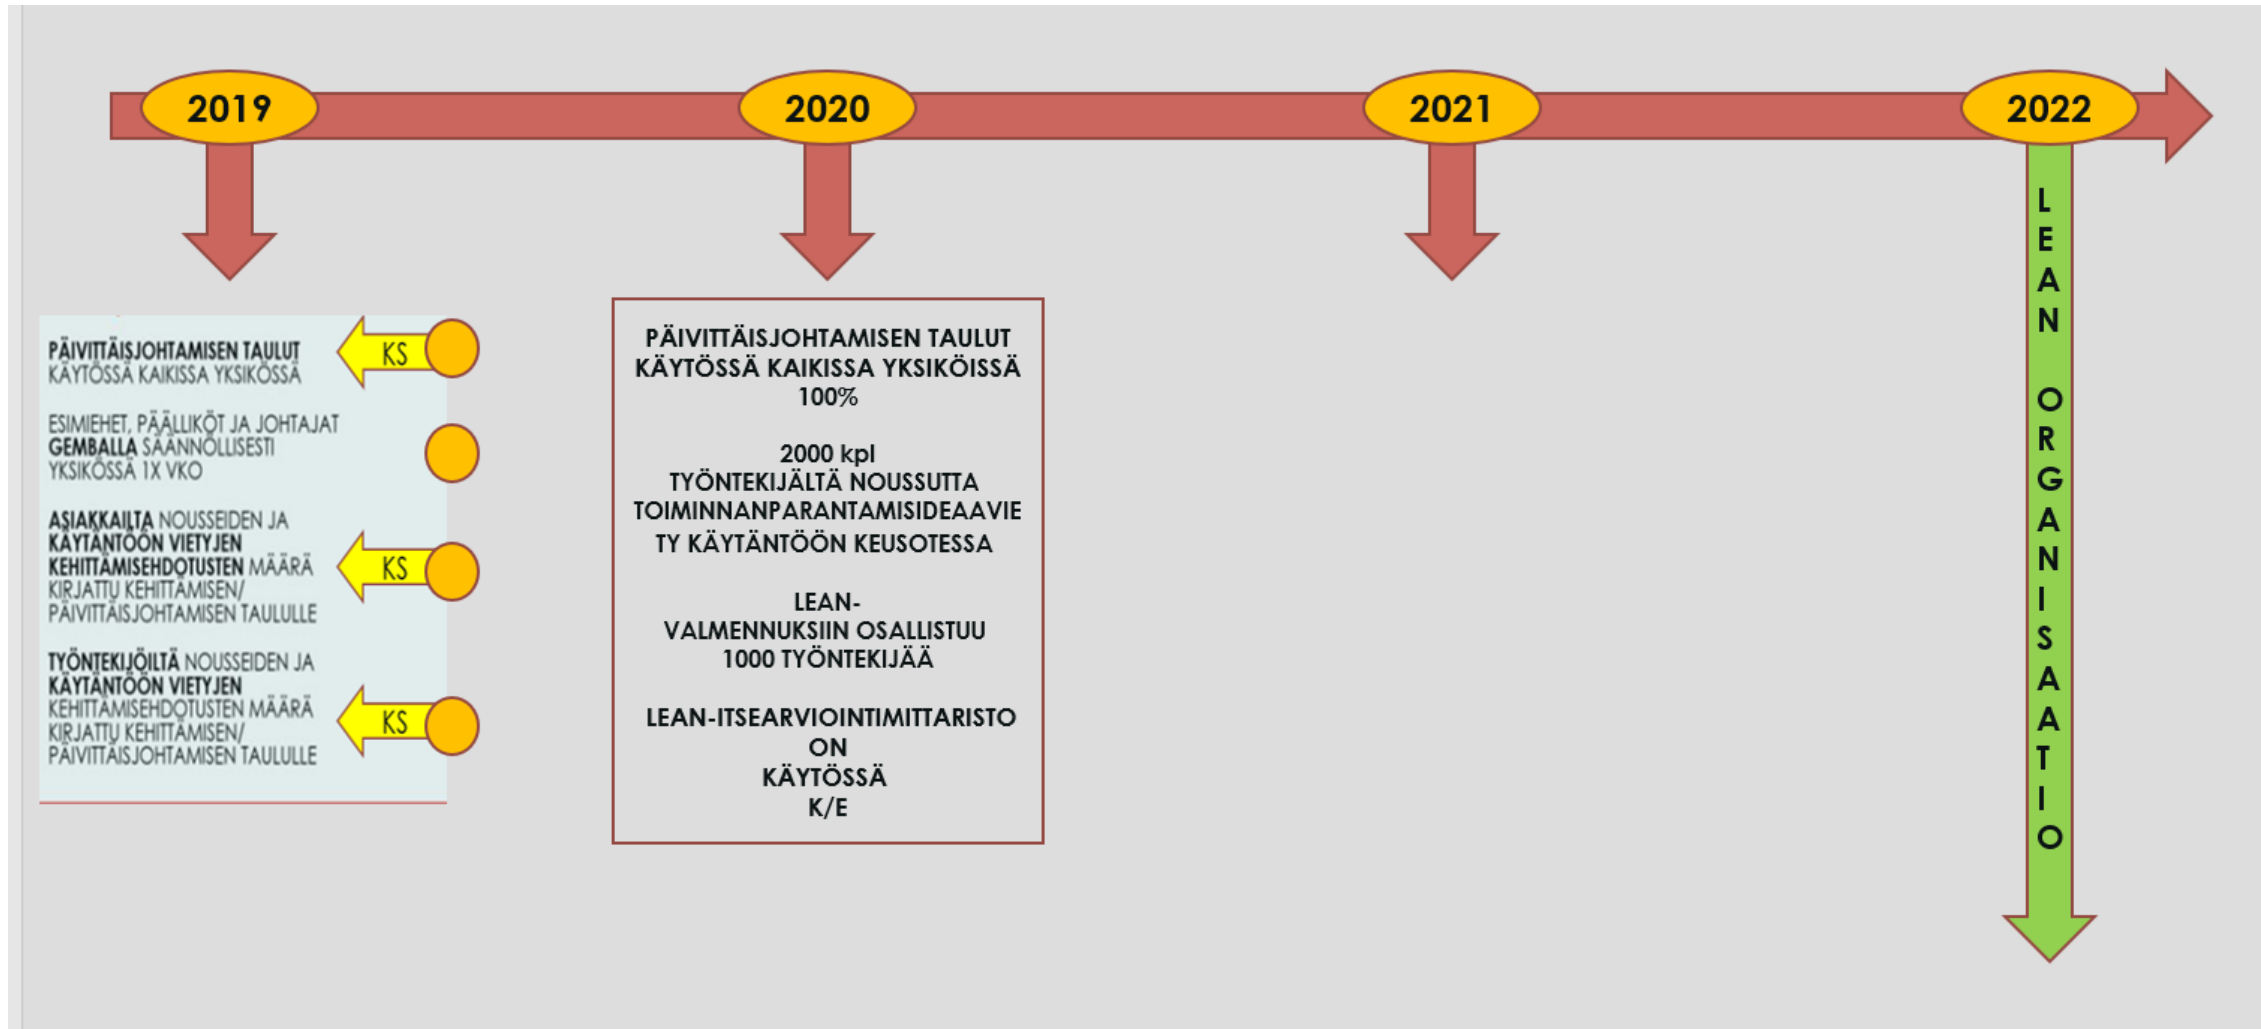 2019
2020
2021
2022
PÄIVITTÄISJOHTAMISEN TAULUT
KÄYTÖSSÄ KAIKISSA YKSIKÖSSÄ
KS
ESIMIEHET, PÄÄLLIKÖT JA JOHTAJAT
GEMBALLA SÄÄNNÖLLISESTI
YKSIKÖSSÄ 1X VKO
ASIAKKAILTA NOUSSEIDEN JA
KÄYTÄNTÖÖN VIETYJEN
KEHITTÄMISEHDOTUSTEN MÄÄRÄ
KIRJATTU KEHITTÄMISEN/
PÄIVITTÄISJOHTAMISEN TAULULLE
KS
TYÖNTEKIJÖILTÄ NOUSSEIDEN JA
KÄYTÄNTÖÖN VIETYJEN
KEHITTÄMISEHDOTUSTEN MÄÄRÄ
KIRJATTU KEHITTÄMISEN/
PÄIVITTÄISJOHTAMISEN TAULULLE
KS
PÄIVITTÄISJOHTAMISEN TAULUT
KÄYTÖSSÄ KAIKISSA YKSIKÖISSÄ
100%
2000 kpl
TYÖNTEKIJÄLTÄ NOUSSUTTA
TOIMINNANPARANTAMISIDEAAVIE
TY KÄYTÄNTÖÖN KEUSOTESSA
LEAN-
VALMENNUKSIIN OSALLISTUU
1000 TYÖNTEKIJÄÄ
LEAN-ITSEARVIOINTIMITTARISTO
ON
KÄYTÖSSÄ
K/E
LEAN ORGANISAATIO